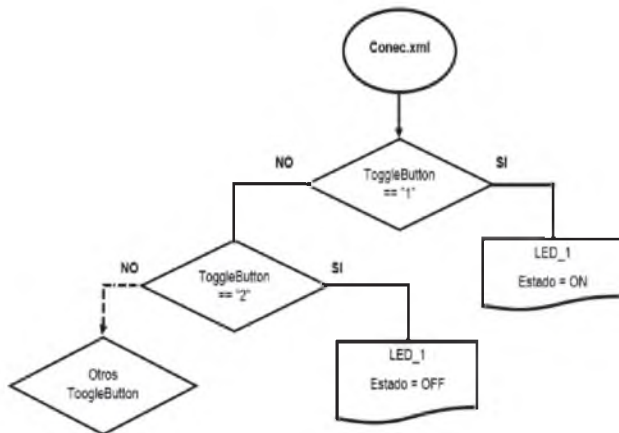 Conec.xml
NO
SI
ToggleButton
== "1"
LED_1
Estado = ON
NO
ToggleButton
== "2"
SI
LED_1
Estado = OFF
Otros
ToogleButton